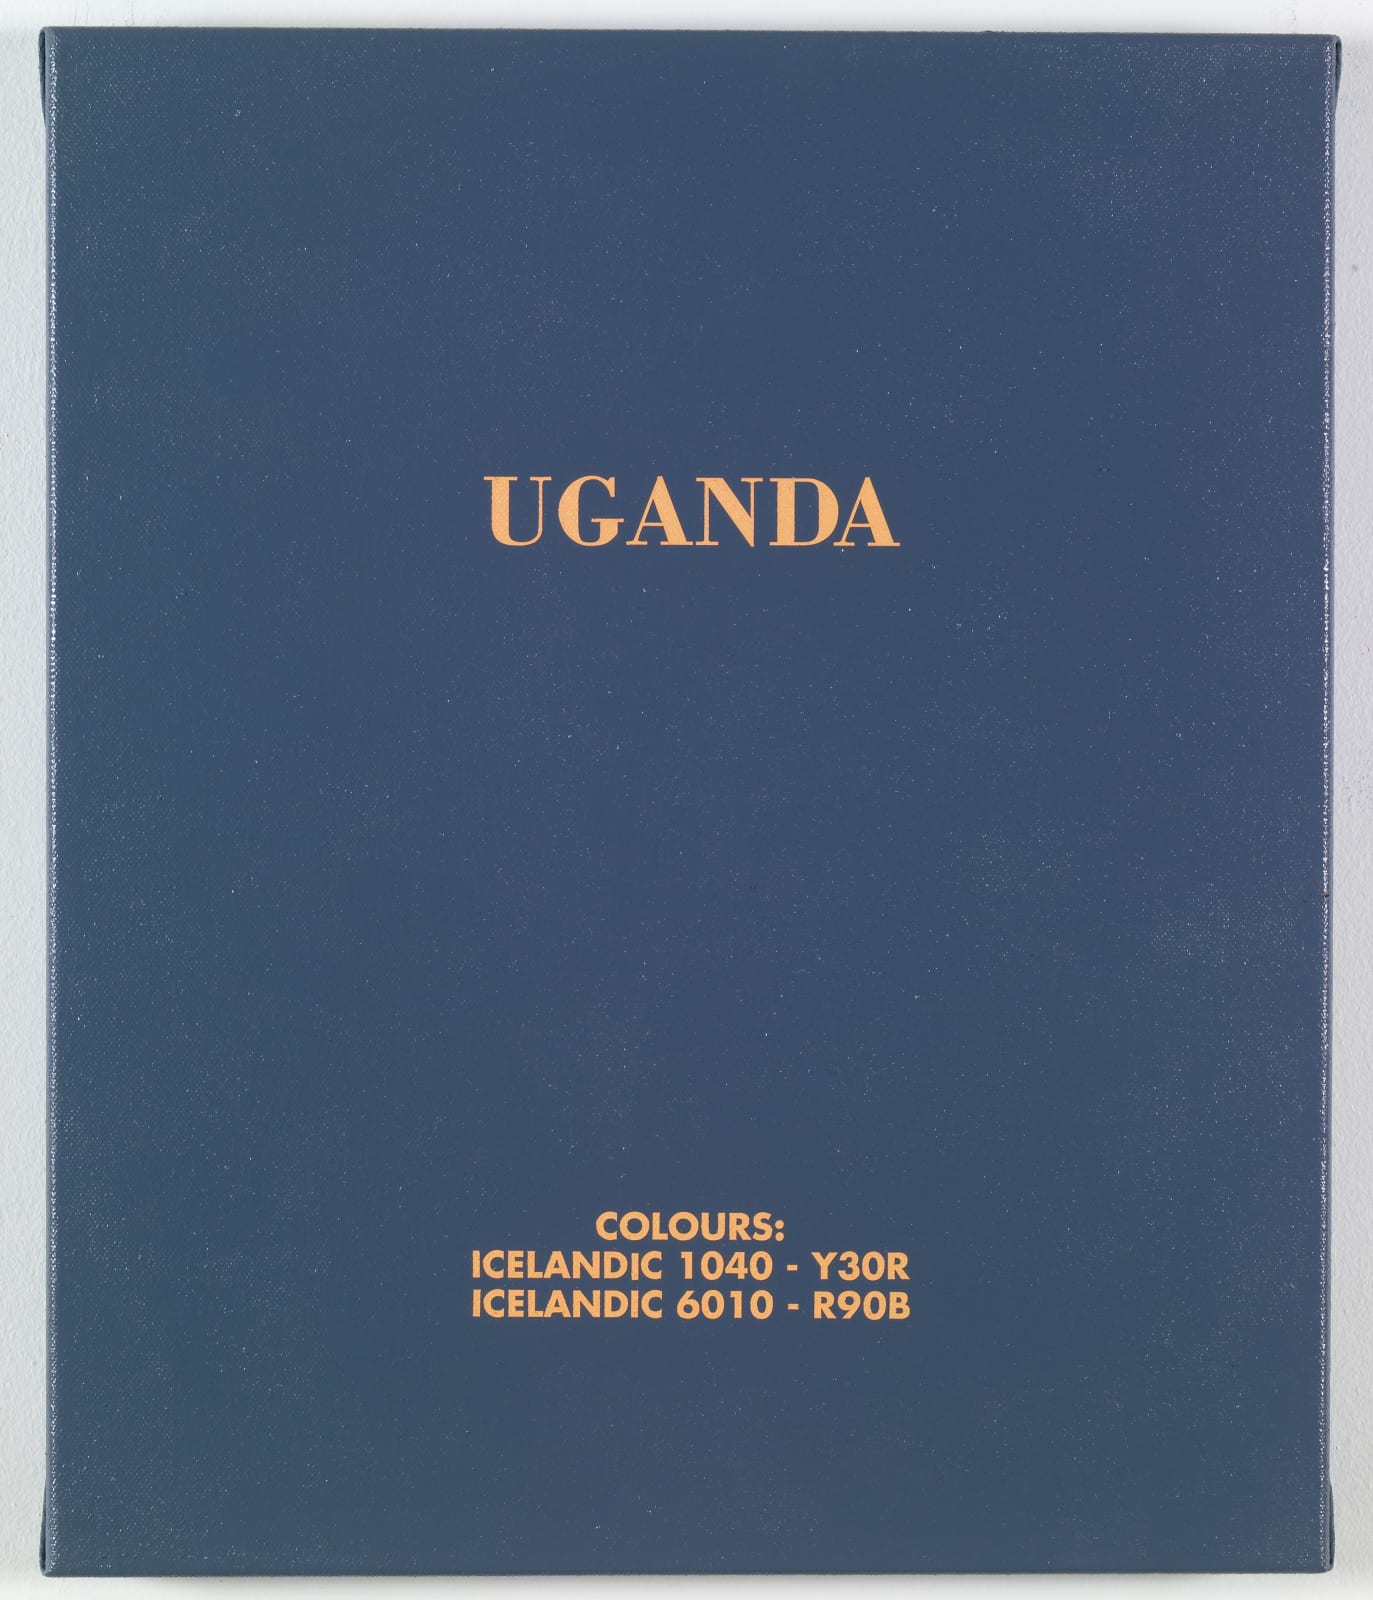 UGANDA
COLOURS:
ICELANDIC 1040 - Y30R
ICELANDIC 6010 - R90B